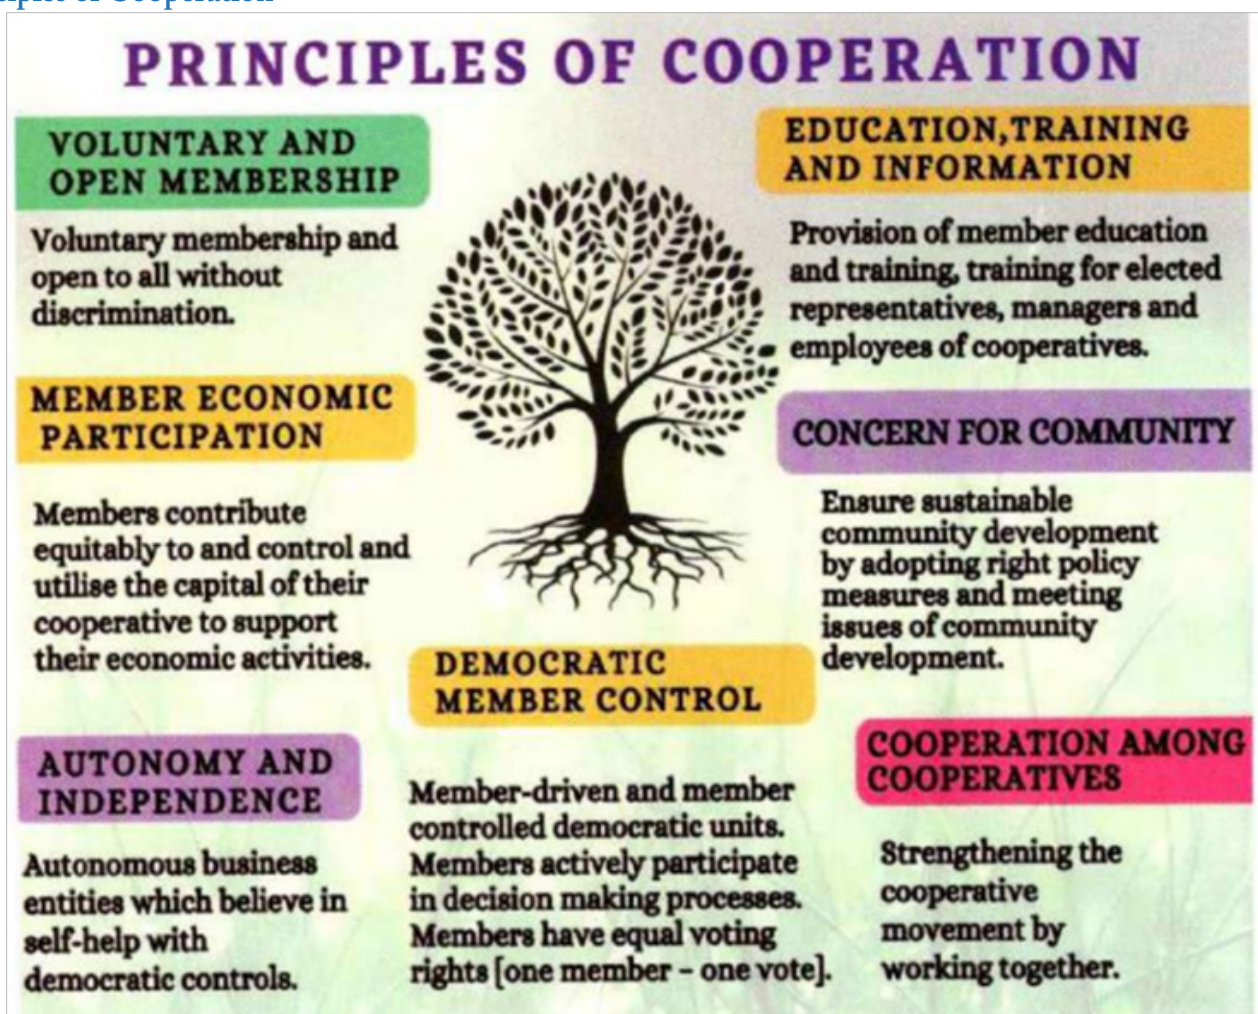 PRINCIPLES OF COOPERATION
VOLUNTARY AND
OPEN MEMBERSHIP
Voluntary membership and
open to all without
discrimination.
MEMBER ECONOMIC
PARTICIPATION
Members contribute
equitably to and control and
utilise the capital of their
cooperative to support
their economic activities.
AUTONOMY AND
INDEPENDENCE
Autonomous business
entities which believe in
self-help with
democratic controls.
DEMOCRATIC
MEMBER CONTROL
Member-driven and member
controlled democratic units.
Members actively participate
in decision making processes.
Members have equal voting
rights [one member – one vote].
EDUCATION,TRAINING
AND INFORMATION
Provision of member education
and training, training for elected
representatives, managers and
employees of cooperatives.
CONCERN FOR COMMUNITY
Ensure sustainable
community development
by adopting right policy
measures and meeting
issues of community
development.
COOPERATION AMONG
COOPERATIVES
Strengthening the
cooperative
movement by
working together.